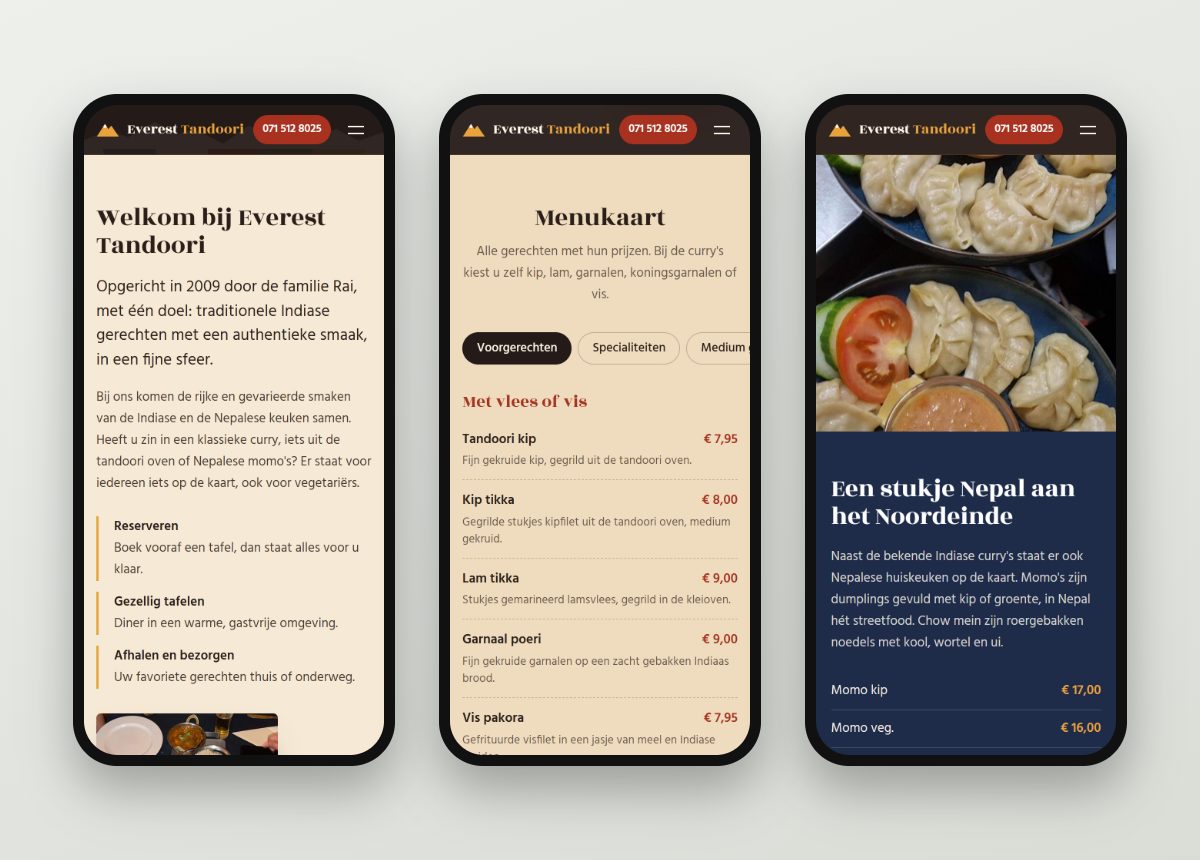 Everest Tandoori
071 512 8025
Welkom bij Everest
Tandoori
Opgericht in 2009 door de familie Rai,
met één doel: traditionele Indiase
gerechten met een authentieke smaak,
in een fijne sfeer.
Bij ons komen de rijke en gevarieerde smaken
van de Indiase en de Nepalese keuken samen.
Heeft u zin in een klassieke curry, iets uit de
tandoori oven of Nepalese momo's? Er staat voor
iedereen iets op de kaart, ook voor vegetariërs.
Reserveren
Boek vooraf een tafel, dan staat alles voor u
klaar.
Gezellig tafelen
Diner in een warme, gastvrije omgeving.
Afhalen en bezorgen
Uw favoriete gerechten thuis of onderweg.
Everest Tandoori
071 512 8025
Menukaart
Alle gerechten met hun prijzen. Bij de curry's
kiest u zelf kip, lam, garnalen, koningsgarnalen of
vis.
Voorgerechten
Specialiteiten
Medium
Met vlees of vis
Tandoori kip € 7,95
Fijn gekruide kip, gegrild uit de tandoori oven.
Kip tikka € 8,00
Gegrilde stukjes kipfilet uit de tandoori oven, medium
gekruid.
Lam tikka € 9,00
Stukjes gemarineerd lamsvlees, gegrild in de kleioven.
Garnaal poeri € 9,00
Fijn gekruide garnalen op een zacht gebakken Indiaas
brood.
Vis pakora € 7,95
Gefrituurde visfilet in een jasje van meel en Indiase
Everest Tandoori
071 512 8025
Een stukje Nepal aan
het Noordeinde
Naast de bekende Indiase curry's staat er ook
Nepalese huiskeuken op de kaart. Momo's zijn
dumplings gevuld met kip of groente, in Nepal
hét streetfood. Chow mein zijn roergebakken
noedels met kool, wortel en ui.
Momo kip € 17,00
Momo veg. € 16,00